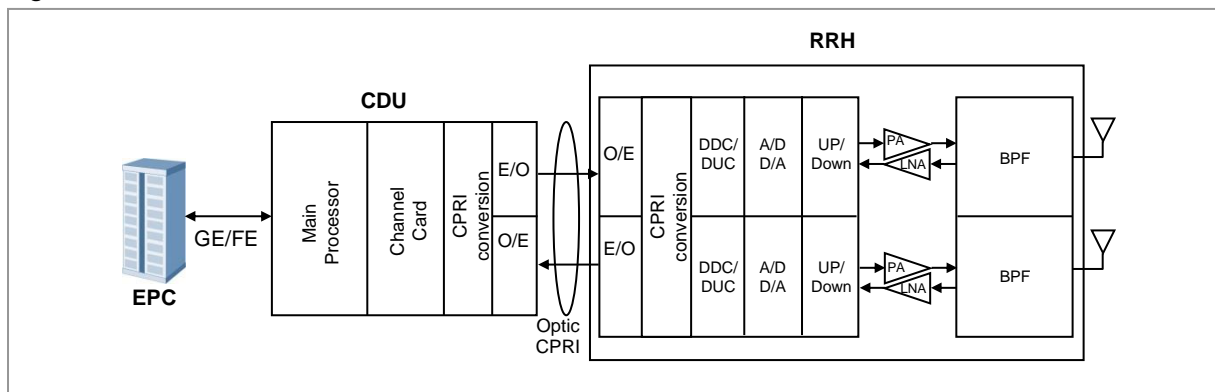 RRH
CDU
EPC
GE/FE
Main
Processor
Channel
Card
CPRI
conversion
E/O
O/E
Optic
CPRI
O/E
E/O
CPRI
conversion
DDC/
DUC
A/D
D/A
UP/
Down
PA
LNA
BPF
DDC/
DUC
A/D
D/A
UP/
Down
PA
LNA
BPF